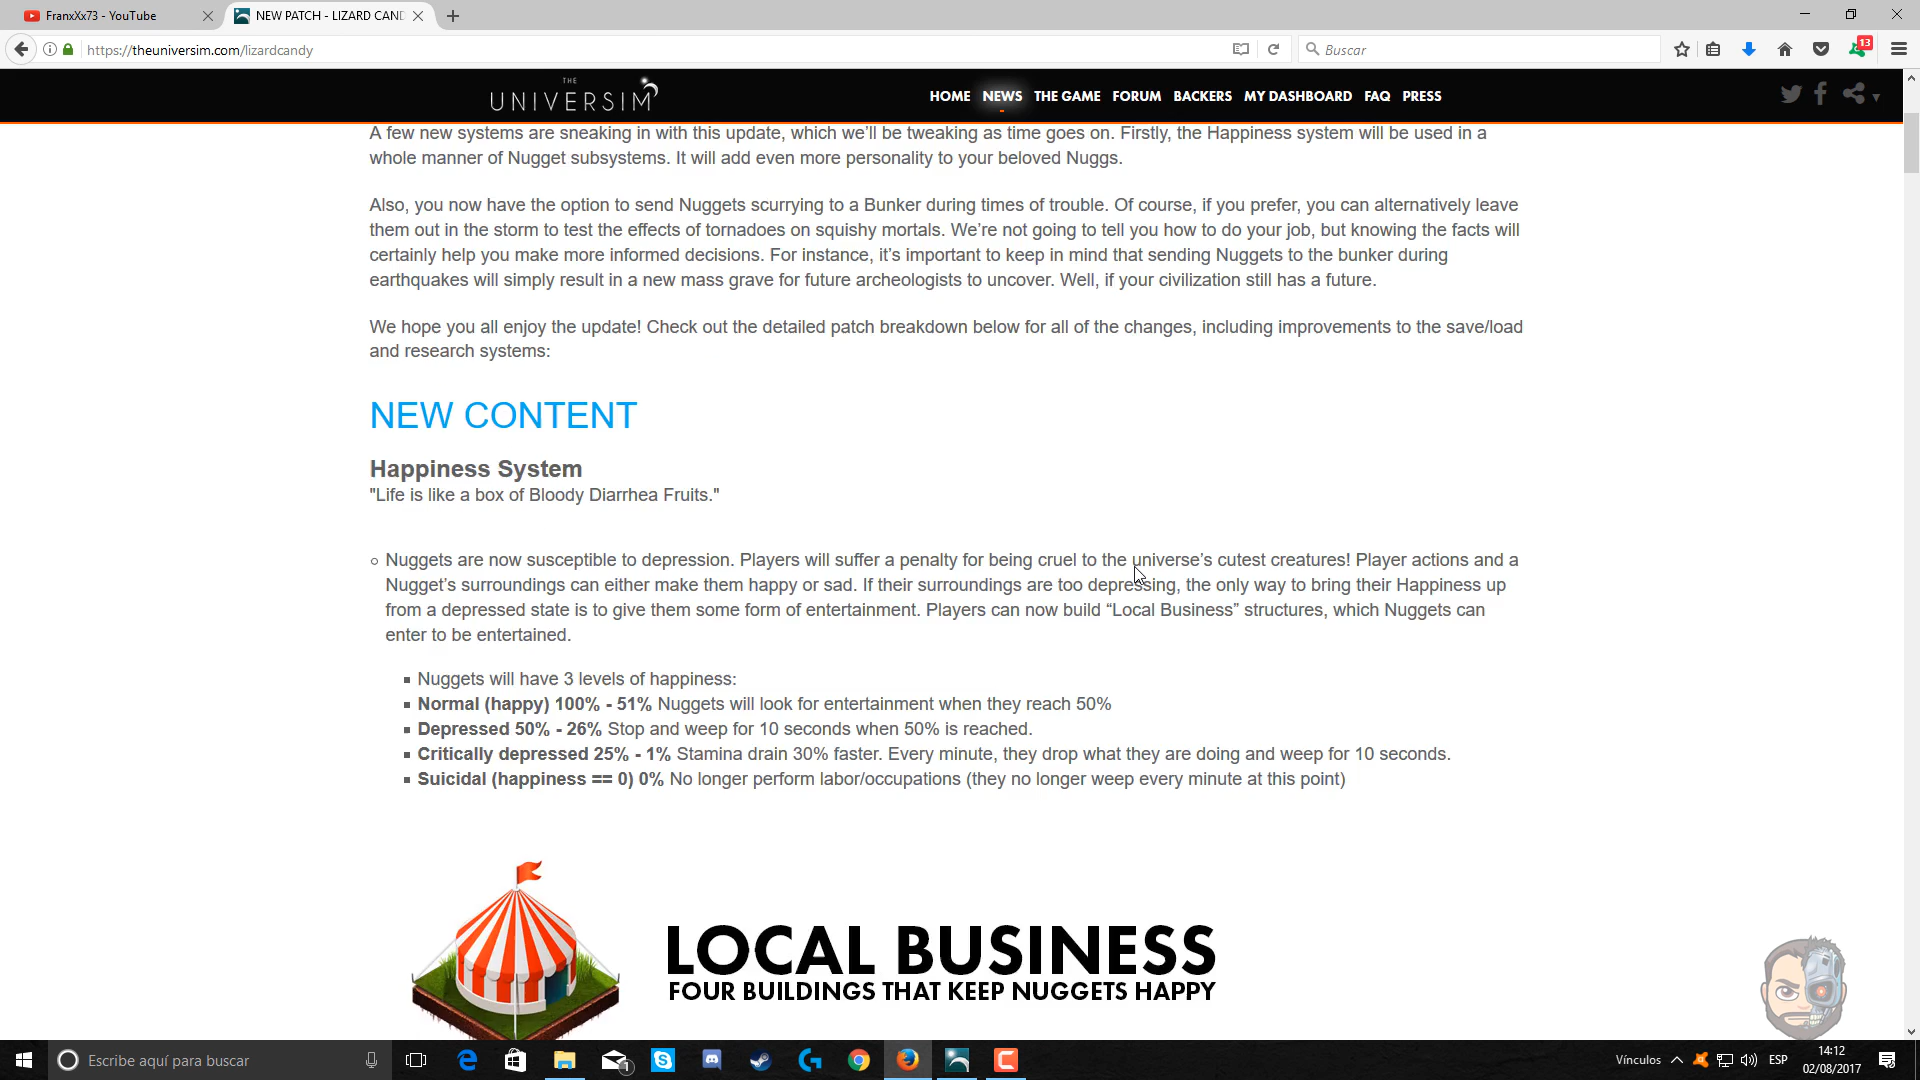 FranxXx73 - YouTube
NEW PATCH - LIZARD CAND
https://theuniversim.com/lizardcandy
Buscar
13
THE
UNIVERSIM
HOME NEWS THE GAME FORUM BACKERS MY DASHBOARD FAQ PRESS
A few new systems are sneaking in with this update, which we’ll be tweaking as time goes on. Firstly, the Happiness system will be used in a
whole manner of Nugget subsystems. It will add even more personality to your beloved Nuggs.
Also, you now have the option to send Nuggets scurrying to a Bunker during times of trouble. Of course, if you prefer, you can alternatively leave
them out in the storm to test the effects of tornadoes on squishy mortals. We’re not going to tell you how to do your job, but knowing the facts will
certainly help you make more informed decisions. For instance, it’s important to keep in mind that sending Nuggets to the bunker during
earthquakes will simply result in a new mass grave for future archeologists to uncover. Well, if your civilization still has a future.
We hope you all enjoy the update! Check out the detailed patch breakdown below for all of the changes, including improvements to the save/load
and research systems:
NEW CONTENT
Happiness System
"Life is like a box of Bloody Diarrhea Fruits."
Nuggets are now susceptible to depression. Players will suffer a penalty for being cruel to the universe’s cutest creatures! Player actions and a
Nugget’s surroundings can either make them happy or sad. If their surroundings are too depressing, the only way to bring their Happiness up
from a depressed state is to give them some form of entertainment. Players can now build “Local Business” structures, which Nuggets can
enter to be entertained.
Nuggets will have 3 levels of happiness:
Normal (happy) 100% - 51% Nuggets will look for entertainment when they reach 50%
Depressed 50% - 26% Stop and weep for 10 seconds when 50% is reached.
Critically depressed 25% - 1% Stamina drain 30% faster. Every minute, they drop what they are doing and weep for 10 seconds.
Suicidal (happiness == 0) 0% No longer perform labor/occupations (they no longer weep every minute at this point)
LOCAL BUSINESS
FOUR BUILDINGS THAT KEEP NUGGETS HAPPY
Escribe aquí para buscar
1
Vínculos
ESP
14:12
02/08/2017